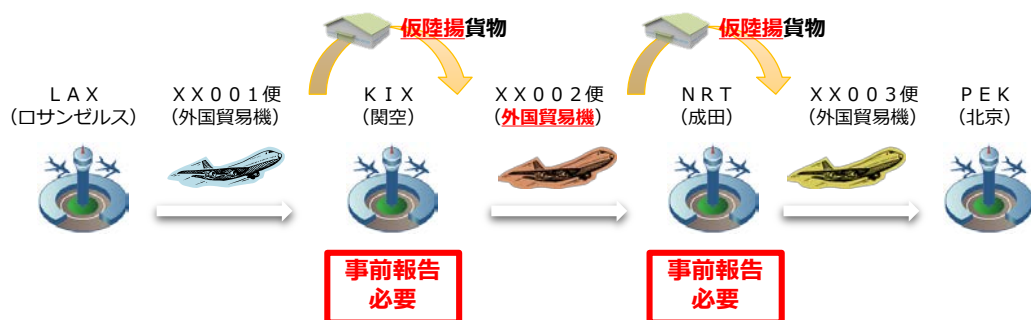 仮陸揚貨物
仮陸揚貨物
ＬＡＸ
（ロサンゼルス）
ＸＸ００１便
（外国貿易機）
ＫＩＸ
（関空）
ＸＸ００２便
（外国貿易機）
ＮＲＴ
（成田）
ＸＸ００３便
（外国貿易機）
ＰＥＫ
（北京）
事前報告
必要
事前報告
必要